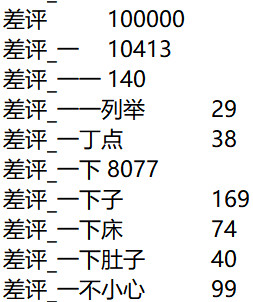 差评 100000
差评_一 10413
差评_一一 140
差评_一一列举 29
差评_一丁点 38
差评_一下 8077
差评_一下子 169
差评_一下床 74
差评_一下肚子 40
差评_一不小心 99